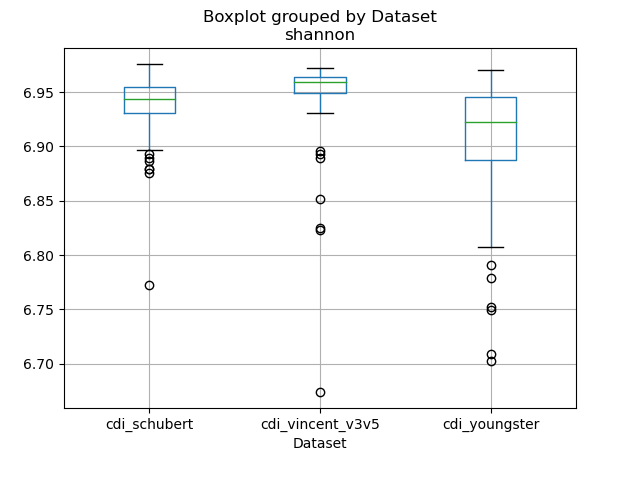 Boxplot grouped by Dataset
shannon
6.95
6.90
6.85
6.80
6.75
6.70
cdi_schubert cdi_vincent_v3v5 cdi_youngster
Dataset